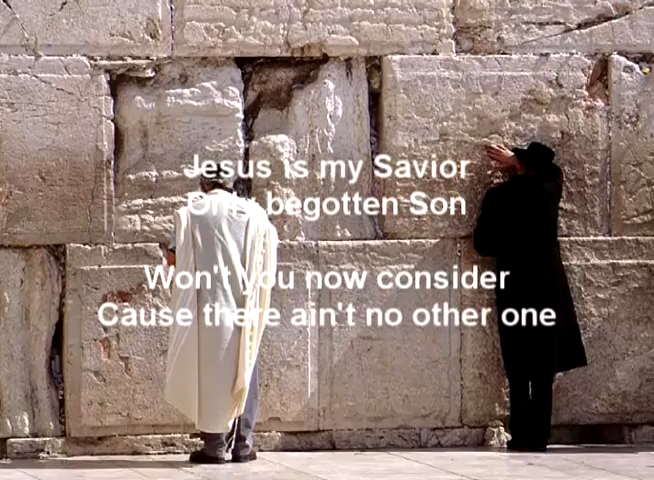 Jesus is my Savior
Only begotten Son
Won't you now consider
Cause there ain't no other one